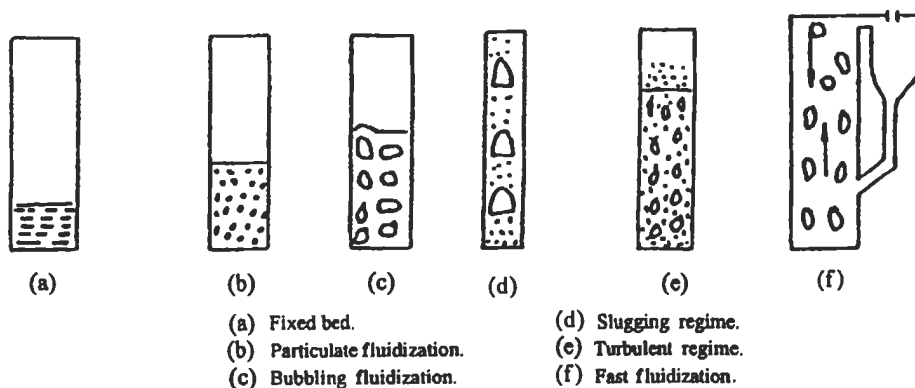 (a) (b) (c) (d) (e) (f)
(a) Fixed bed.
(b) Particulate fluidization.
(c) Bubbling fluidization.
(d) Slugging regime.
(e) Turbulent regime.
(f) Fast fluidization.